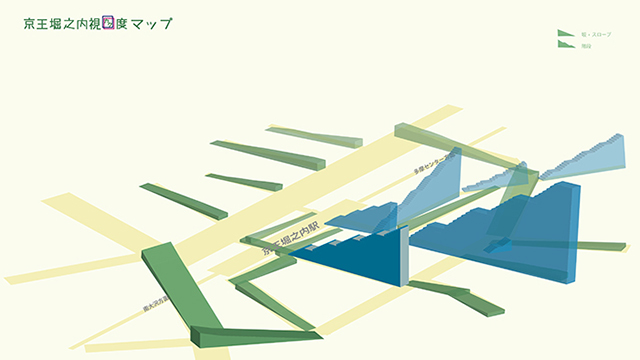 京王堀之内視図度マップ
坂・スロープ
階段
多摩センター方面
京王堀之内駅
南大沢方面